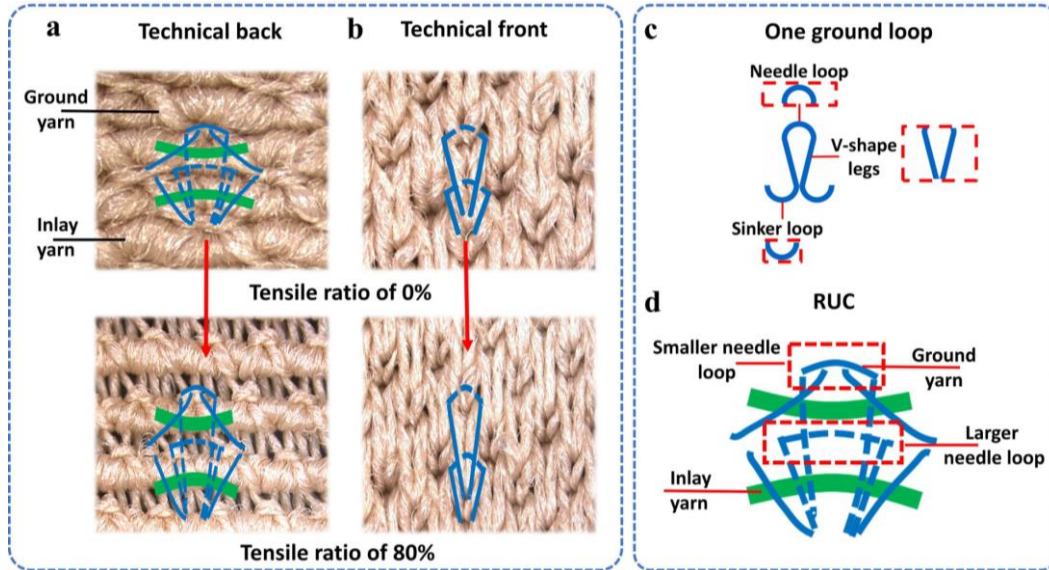 a
Technical back
b
Technical front
Ground
yarn
Inlay
yarn
Tensile ratio of 0%
Tensile ratio of 80%
c
One ground loop
Needle loop
V-shape
legs
Sinker loop
d
RUC
Smaller needle
loop
Ground
yarn
Larger
needle loop
Inlay
yarn